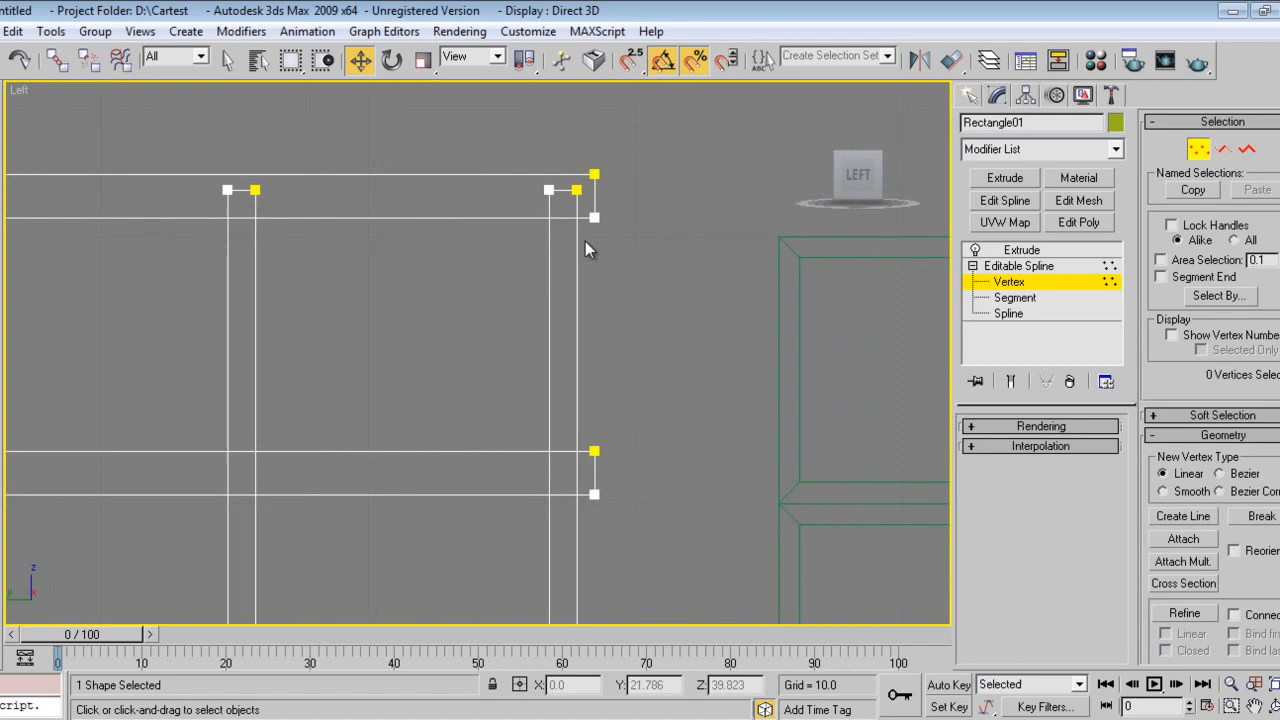 ntitled - Project Folder: D:\Cartest - Autodesk 3ds Max 2009 x64 - Unregistered Version - Display : Direct 3D
Edit Tools Group Views Create Modifiers Animation Graph Editors Rendering Customize MAXScript Help
All View 2.5 ABC Create Selection Set
Left
LEFT
Rectangle01
Modifier List
Extrude Material
Edit Spline Edit Mesh
UVW Map Edit Poly
Extrude
Editable Spline
Vertex
Segment
Spline
+ Rendering
+ Interpolation
- Selection
Named Selections:
Copy Paste
Lock Handles
Alike All
Area Selection: 0.1
Segment End
Select By...
Display
Show Vertex Number
Selected Only
0 Vertices Selec
+ Soft Selection
- Geometry
New Vertex Type
Linear Bezier
Smooth Bezier Corn
Create Line Break
Attach Reorien
Attach Mult.
Cross Section
Refine Connec
Linear Bind firs
Closed Bind las
z
y x
< 0 / 100 >
0 10 20 30 40 50 60 70 80 90 100
1 Shape Selected X: 0.0 Y: 21.786 Z: 39.823 Grid = 10.0 Auto Key Selected
cript. Click or click-and-drag to select objects Add Time Tag Set Key Key Filters... 0